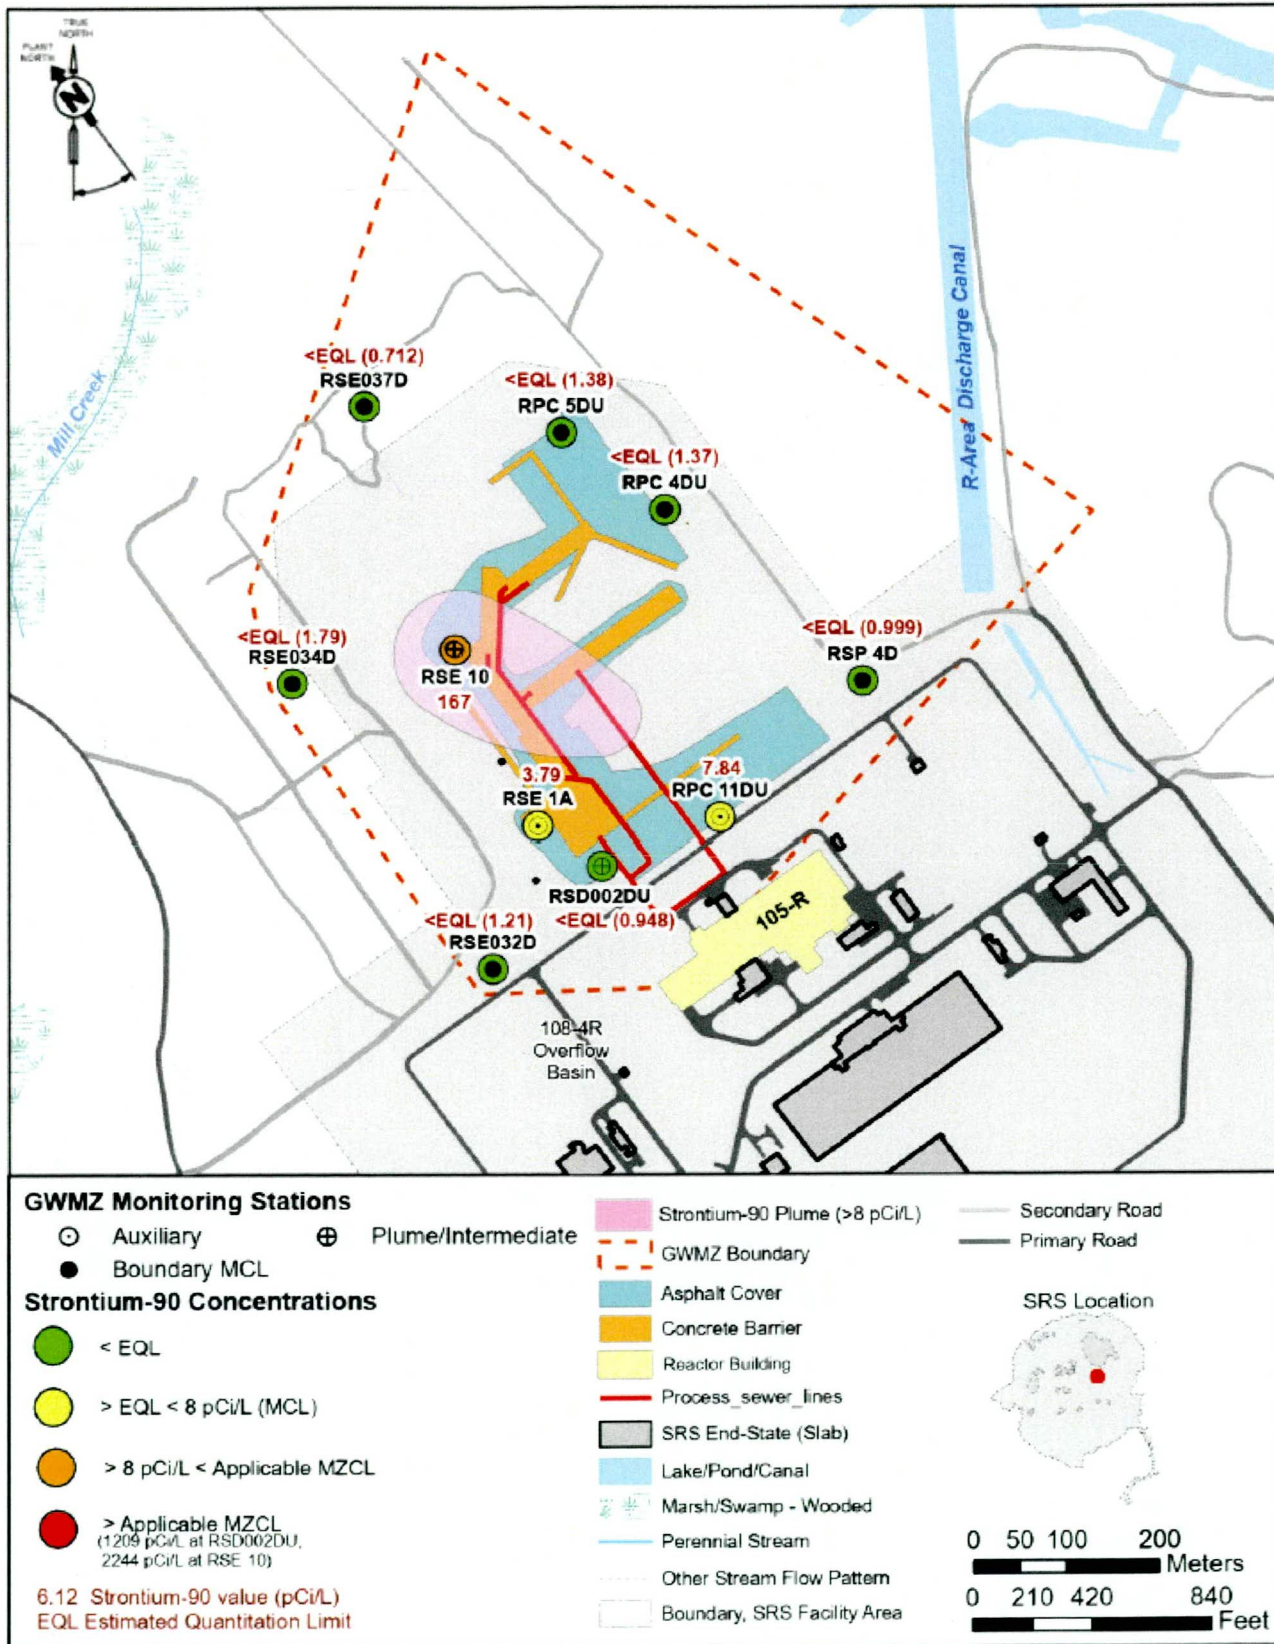 TRUE
NORTH
PLANT
NORTH
N
Mill Creek
R-Area Discharge Canal
<EQL (0.712)
RSE037D
<EQL (1.38)
RPC 5DU
<EQL (1.37)
RPC 4DU
<EQL (1.79)
RSE034D
RSE 10
167
<EQL (0.999)
RSP 4D
3.79
RSE 1A
7.84
RPC 11DU
RSD002DU
<EQL (0.948)
<EQL (1.21)
RSE032D
105-R
108-4R
Overflow
Basin
GWMZ Monitoring Stations
Auxiliary
Plume/Intermediate
Boundary MCL
Strontium-90 Concentrations
< EQL
> EQL < 8 pCi/L (MCL)
> 8 pCi/L < Applicable MZCL
> Applicable MZCL
(1209 pCi/L at RSD002DU,
2244 pCi/L at RSE 10)
6.12 Strontium-90 value (pCi/L)
EQL Estimated Quantitation Limit
Strontium-90 Plume (>8 pCi/L)
GWMZ Boundary
Asphalt Cover
Concrete Barrier
Reactor Building
Process_sewer_lines
SRS End-State (Slab)
Lake/Pond/Canal
Marsh/Swamp - Wooded
Perennial Stream
Other Stream Flow Pattern
Boundary, SRS Facility Area
Secondary Road
Primary Road
SRS Location
0 50 100 200
Meters
0 210 420 840
Feet